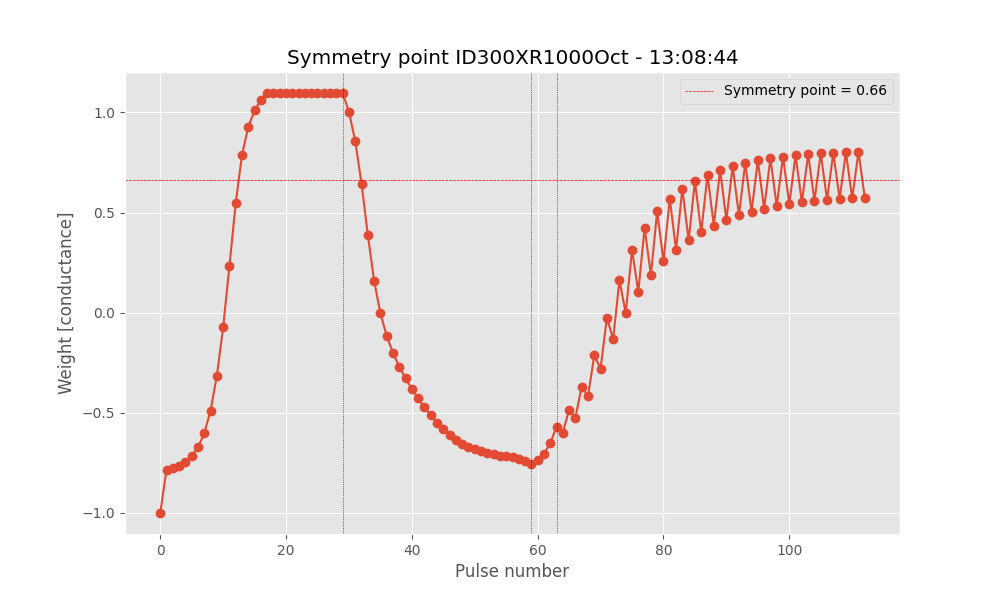 Symmetry point ID300XR1000Oct - 13:08:44
Symmetry point = 0.66
Weight [conductance]
1.0
0.5
0.0
−0.5
−1.0
0 20 40 60 80 100
Pulse number